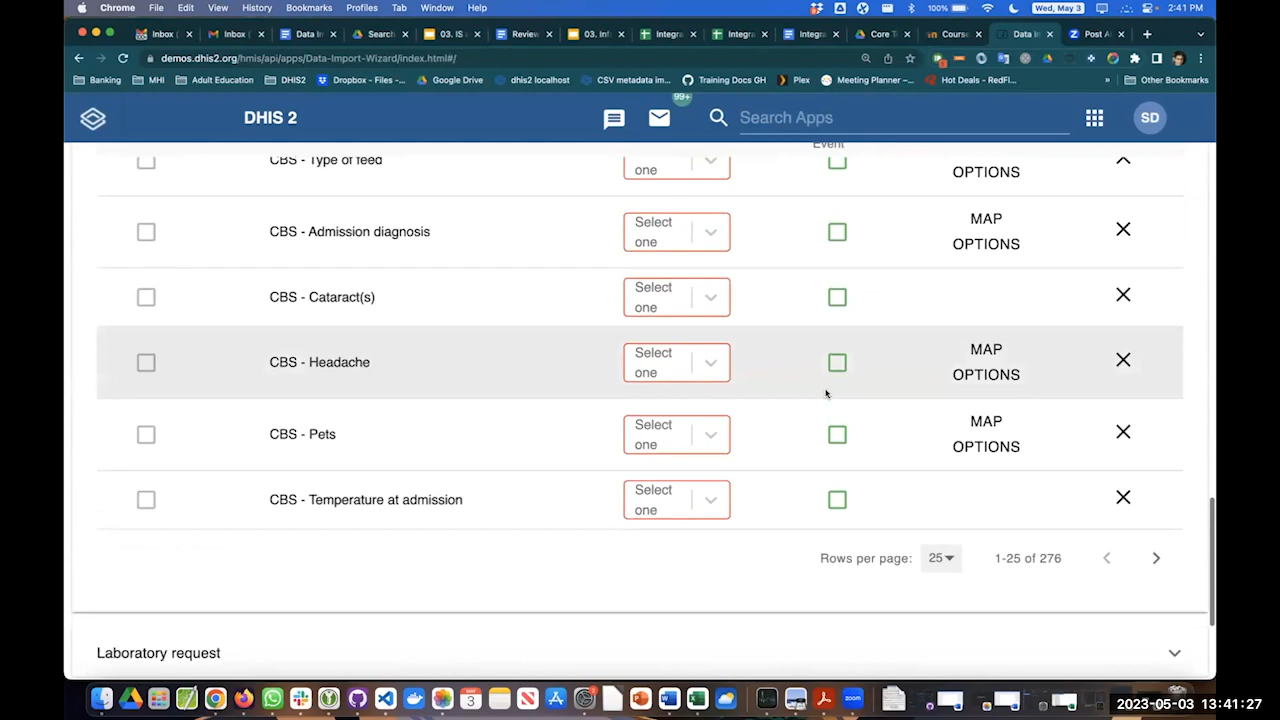 Chrome File Edit View History Bookmarks Profiles Tab Window Help 100% Wed, May 3 2:41 PM
Inbox ( Inbox ( Data In 03. IS Search Review 03. Inf Integra Integra Integra Core T Course Data In Post A
demos.dhis2.org/hmis/api/apps/Data-Import-Wizard/index.html#/
Banking MHI Adult Education DHIS2 Dropbox - Files -... Google Drive dhis2 localhost CSV metadata im... Training Docs GH Plex Meeting Planner –... Hot Deals - RedFl... » Other Bookmarks
99+
DHIS 2 Search Apps SD
Event
CBS - Type of feed
one
OPTIONS
CBS - Admission diagnosis
Select
one
MAP
OPTIONS
CBS - Cataract(s)
Select
one
CBS - Headache
Select
one
MAP
OPTIONS
CBS - Pets
Select
one
MAP
OPTIONS
CBS - Temperature at admission
Select
one
Rows per page: 25 1-25 of 276
Laboratory request
zoom
2023-05-03 13:41:27